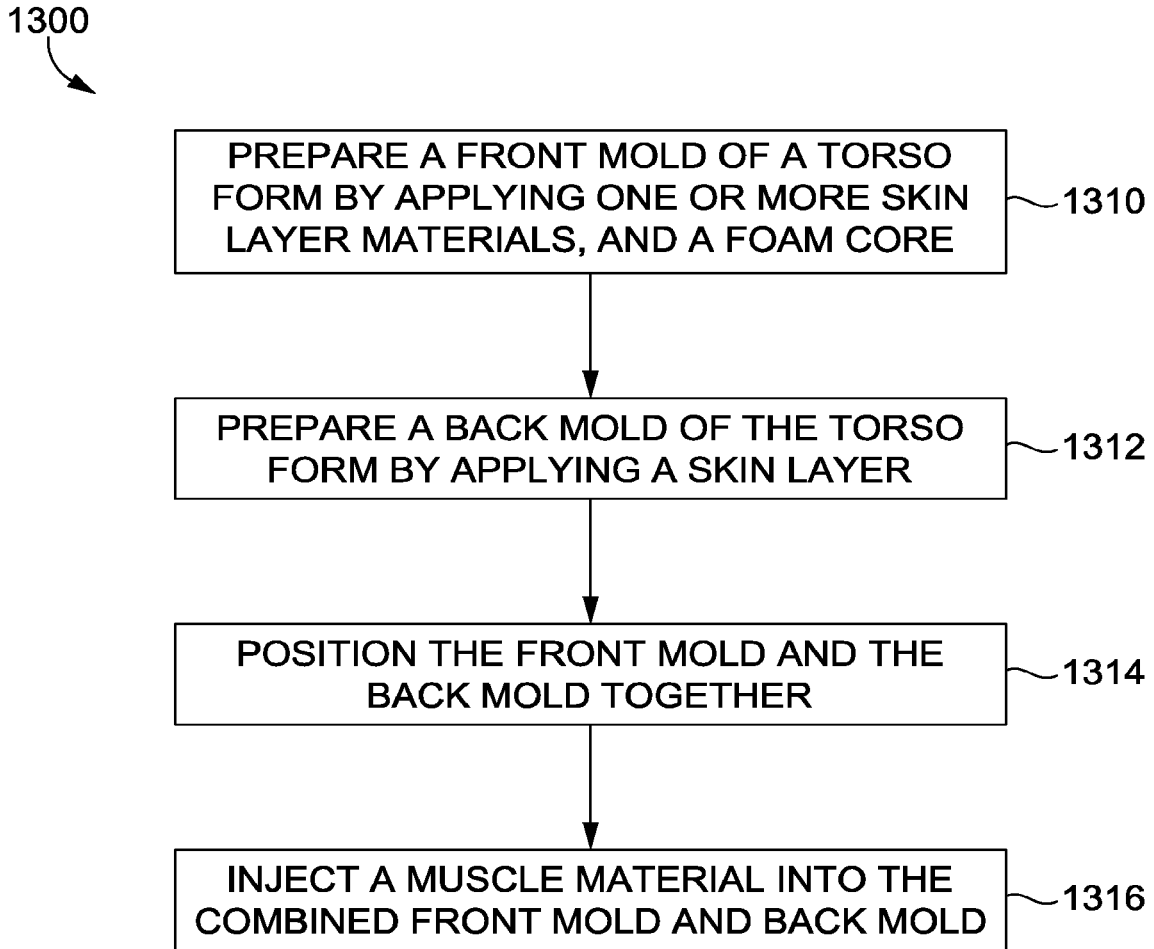 1300
PREPARE A FRONT MOLD OF A TORSO
FORM BY APPLYING ONE OR MORE SKIN
LAYER MATERIALS, AND A FOAM CORE
1310
PREPARE A BACK MOLD OF THE TORSO
FORM BY APPLYING A SKIN LAYER
1312
POSITION THE FRONT MOLD AND THE
BACK MOLD TOGETHER
1314
INJECT A MUSCLE MATERIAL INTO THE
COMBINED FRONT MOLD AND BACK MOLD
1316